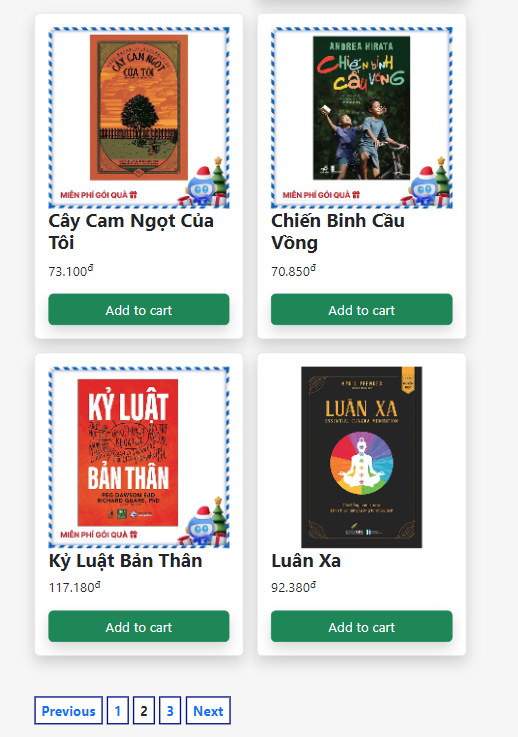 CÂY CAM NGỌT
CỦA TÔI
MIỄN PHÍ GÓI QUÀ
Cây Cam Ngọt Của
Tôi
73.100đ
Add to cart
ANDREA HIRATA
Chiến binh
cầu vồng
MIỄN PHÍ GÓI QUÀ
Chiến Binh Cầu
Vồng
70.850đ
Add to cart
KỶ LUẬT
BẢN THÂN
PEG DAWSON EdD
RICHARD GUARE, PhD
MIỄN PHÍ GÓI QUÀ
Kỷ Luật Bản Thân
117.180đ
Add to cart
LUÂN XA
ESSENTIAL CHAKRA MEDITATION
Luân Xa
92.380đ
Add to cart
Previous 1 2 3 Next